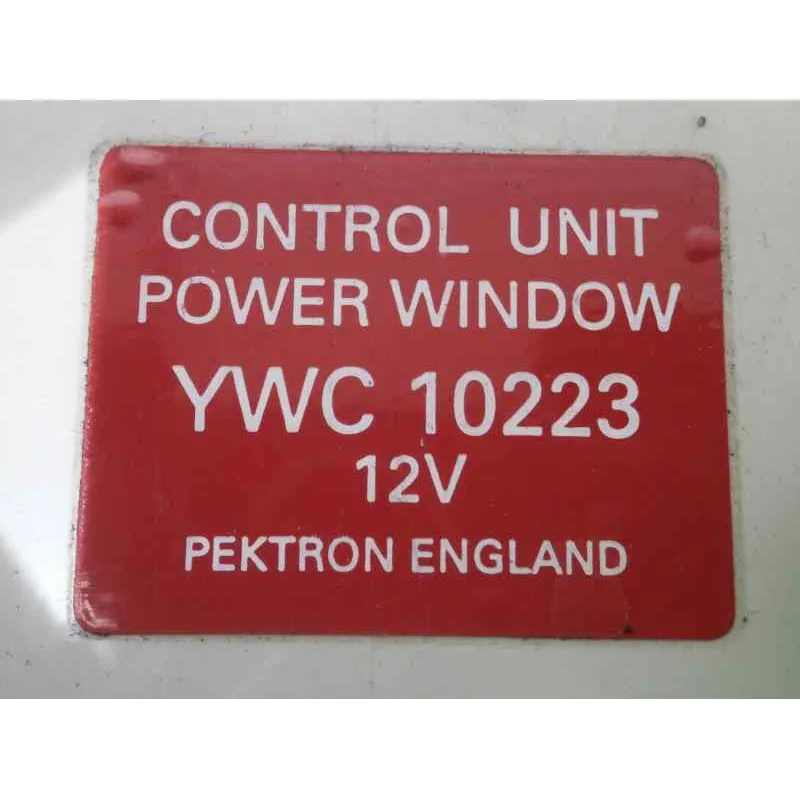 CONTROL UNIT
POWER WINDOW
YWC 10223
12V
PEKTRON ENGLAND